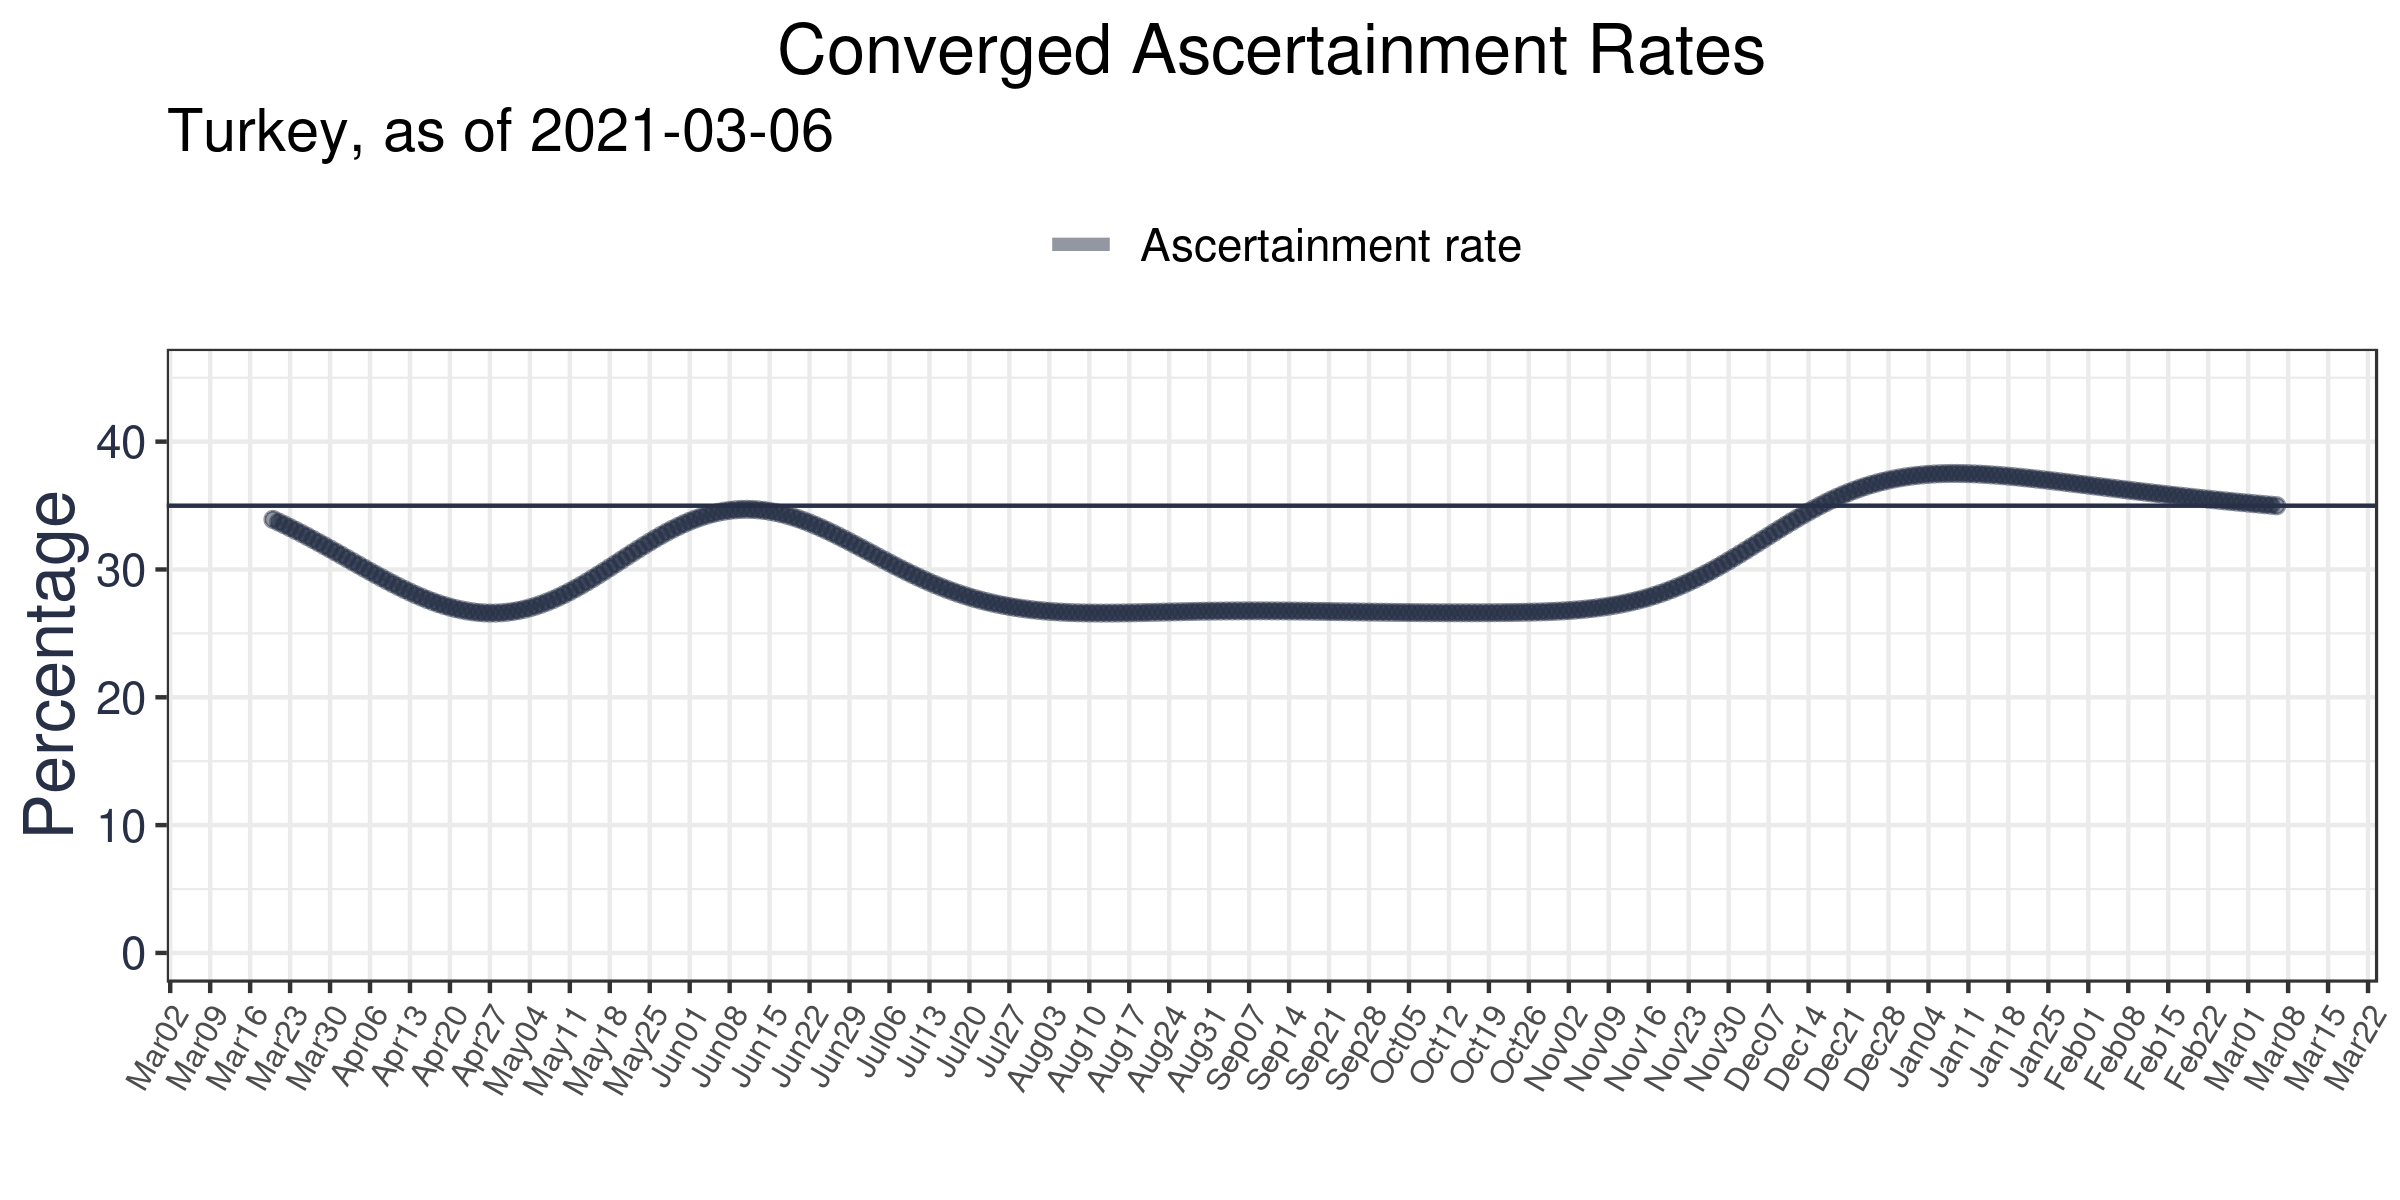 Converged Ascertainment Rates
Turkey, as of 2021-03-06
Ascertainment rate
Percentage
40
30
20
10
0
Mar02 Mar09 Mar16 Mar23 Mar30 Apr06 Apr13 Apr20 Apr27 May04 May11 May18 May25 Jun01 Jun08 Jun15 Jun22 Jun29 Jul06 Jul13 Jul20 Jul27 Aug03 Aug10 Aug17 Aug24 Aug31 Sep07 Sep14 Sep21 Sep28 Oct05 Oct12 Oct19 Oct26 Nov02 Nov09 Nov16 Nov23 Nov30 Dec07 Dec14 Dec21 Dec28 Jan04 Jan11 Jan18 Jan25 Feb01 Feb08 Feb15 Feb22 Mar01 Mar08 Mar15 Mar22